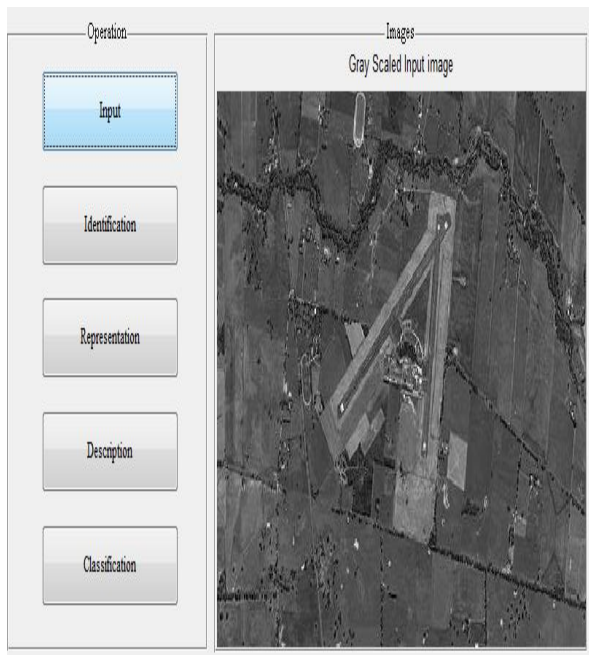 Operation
Input
Identification
Representation
Description
Classification
Images
Gray Scaled Input image